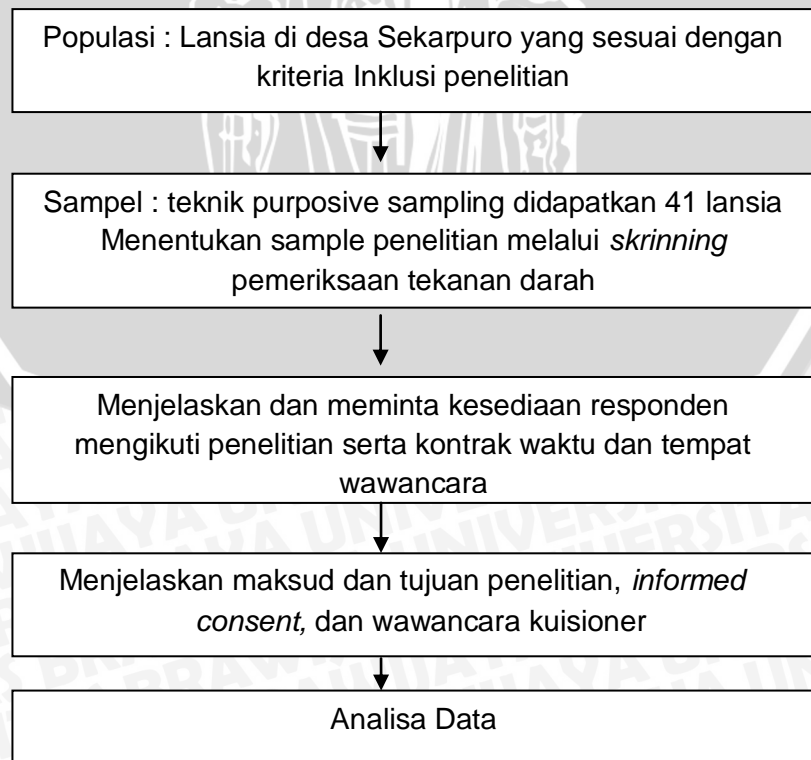 Populasi : Lansia di desa Sekarpuro yang sesuai dengan
kriteria Inklusi penelitian
Sampel : teknik purposive sampling didapatkan 41 lansia
Menentukan sample penelitian melalui skrinning
pemeriksaan tekanan darah
Menjelaskan dan meminta kesediaan responden
mengikuti penelitian serta kontrak waktu dan tempat
wawancara
Menjelaskan maksud dan tujuan penelitian, informed
consent, dan wawancara kuisioner
Analisa Data